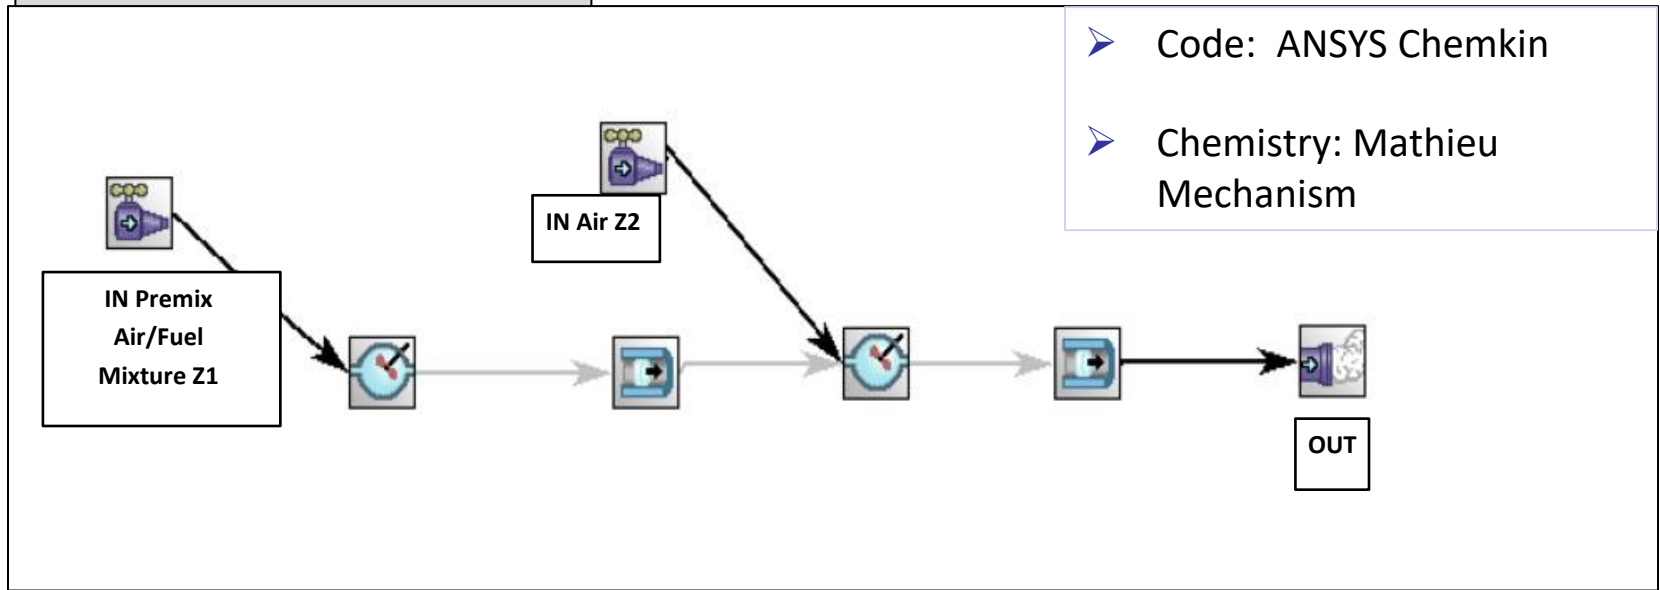 Code: ANSYS Chemkin
Chemistry: Mathieu
Mechanism
IN Air Z2
IN Premix
Air/Fuel
Mixture Z1
OUT